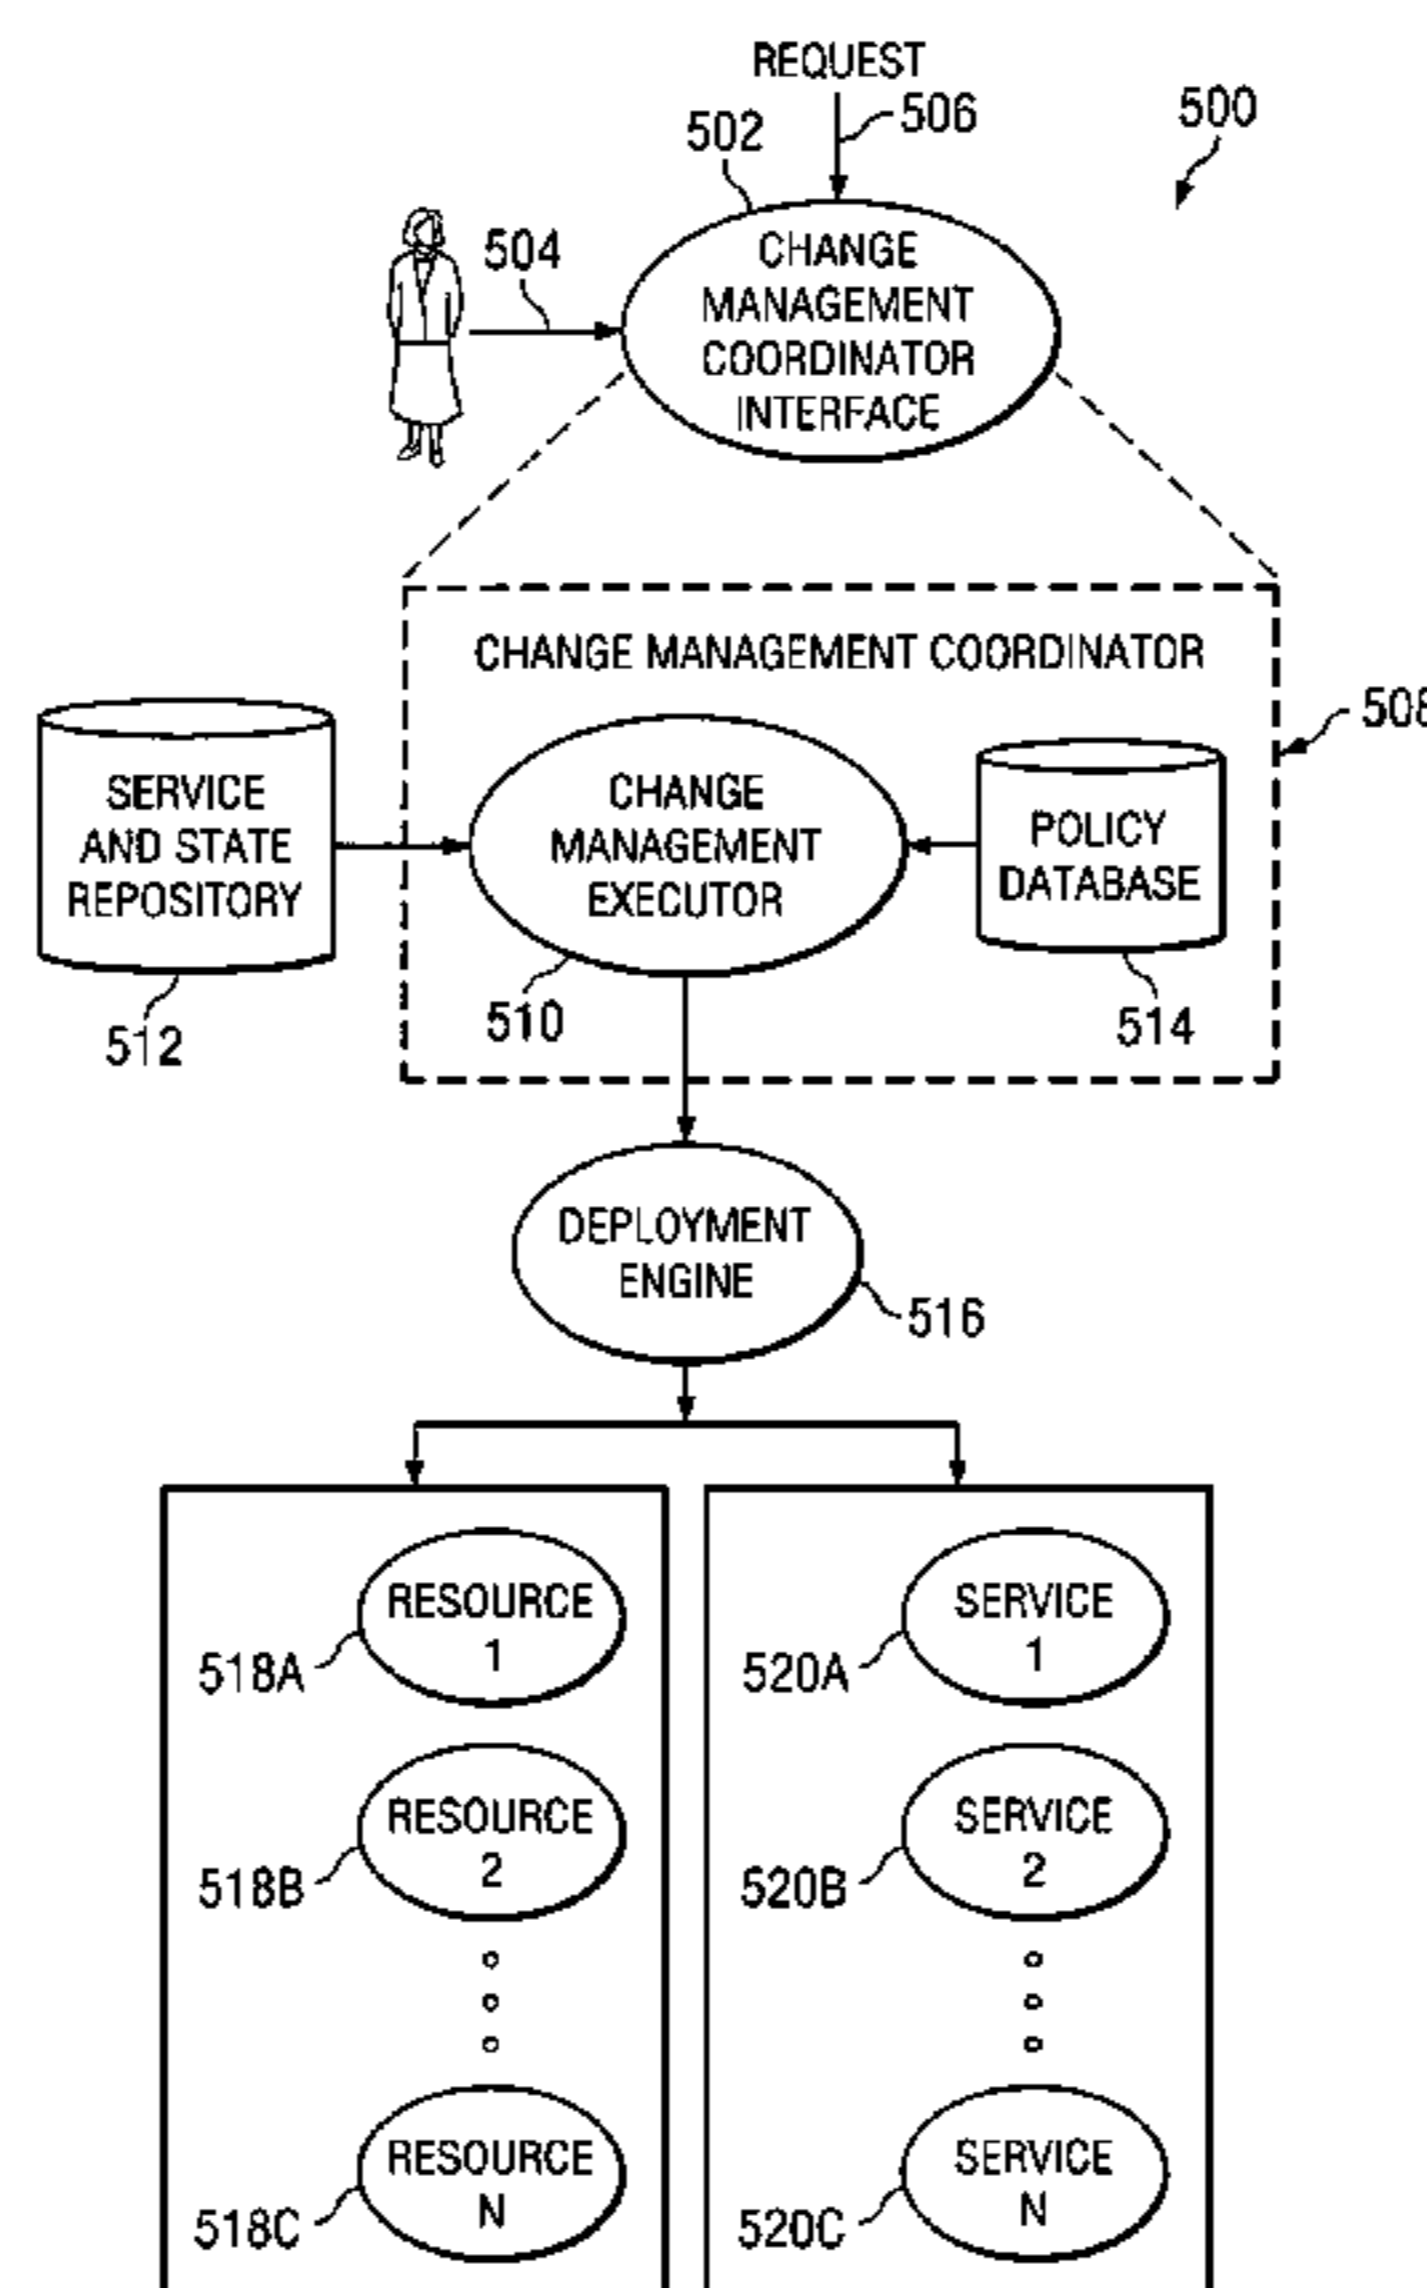 REQUEST
506
500
502
504
CHANGE
MANAGEMENT
COORDINATOR
INTERFACE
CHANGE MANAGEMENT COORDINATOR
508
SERVICE
AND STATE
REPOSITORY
CHANGE
MANAGEMENT
EXECUTOR
POLICY
DATABASE
512
510
514
DEPLOYMENT
ENGINE
516
RESOURCE
1
518A
SERVICE
1
520A
RESOURCE
2
518B
SERVICE
2
520B
RESOURCE
N
518C
SERVICE
N
520C